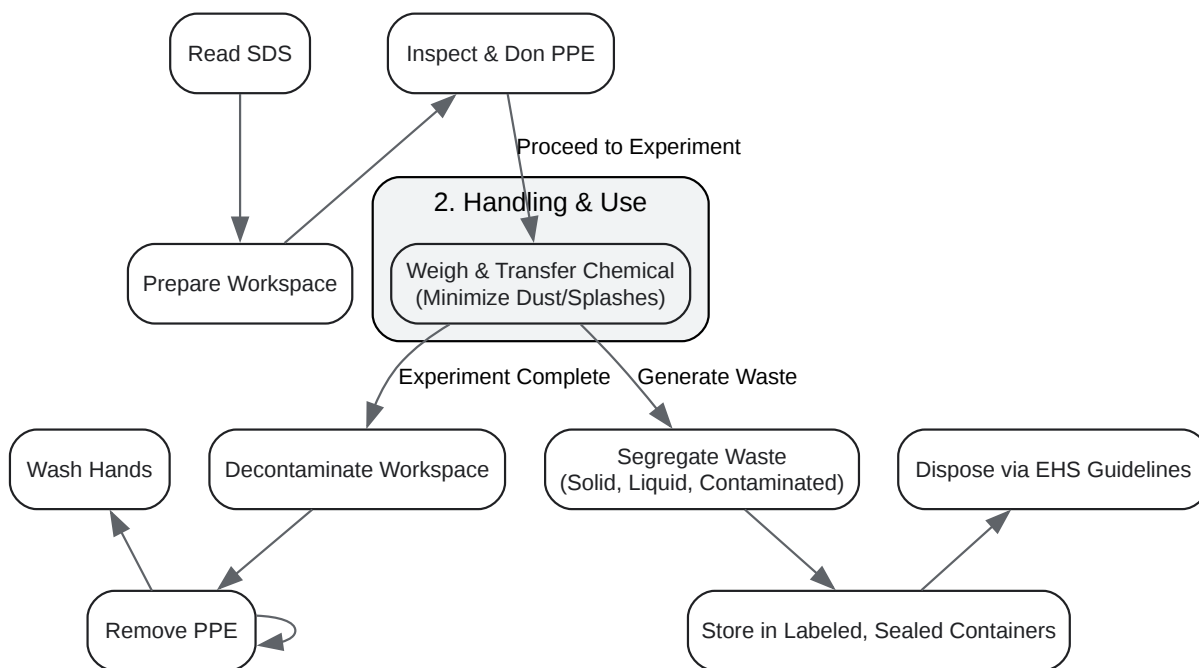 Read SDS
Inspect & Don PPE
Proceed to Experiment
2. Handling & Use
Prepare Workspace
Weigh & Transfer Chemical
(Minimize Dust/Splashes)
Experiment Complete
Generate Waste
Wash Hands
Decontaminate Workspace
Segregate Waste
(Solid, Liquid, Contaminated)
Dispose via EHS Guidelines
Remove PPE
Store in Labeled, Sealed Containers